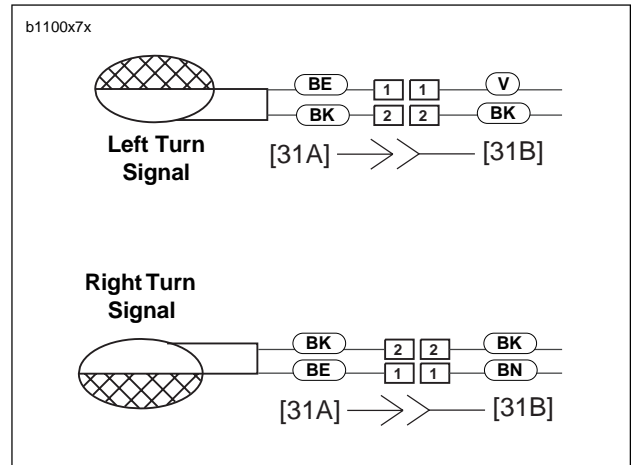 b1100x7x
BE 1 1 V
BK 2 2 BK
Left Turn
Signal
[31A] [31B]
Right Turn
Signal
BK 2 2 BK
BE 1 1 BN
[31A] [31B]